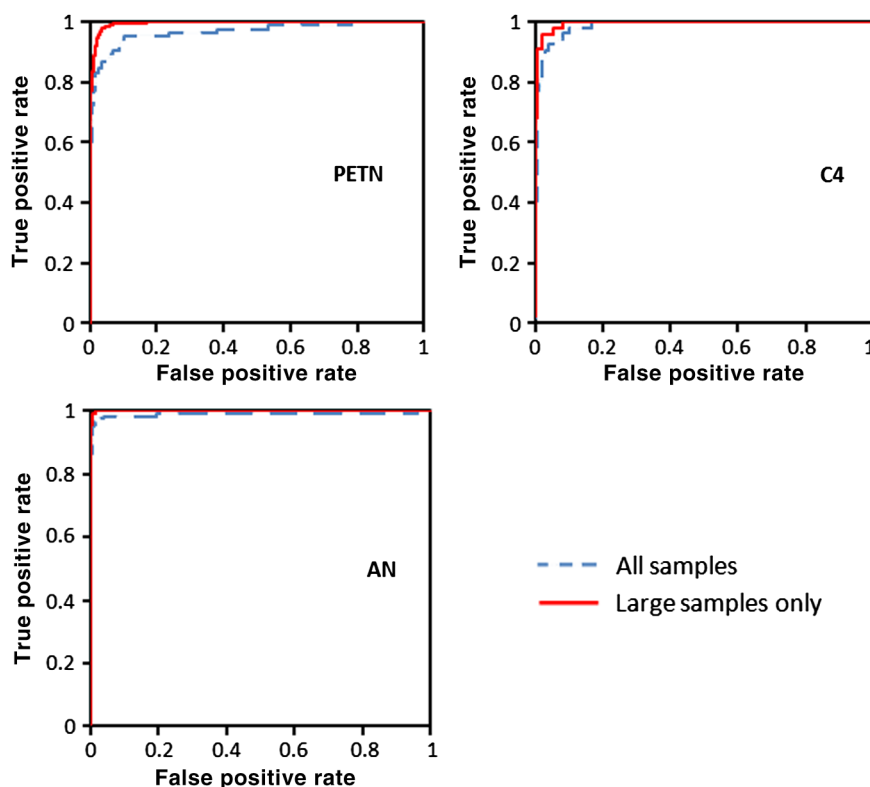 True positive rate
1
0.8
0.6
0.4
0.2
0
PETN
0 0.2 0.4 0.6 0.8 1
False positive rate
True positive rate
1
0.8
0.6
0.4
0.2
0
C4
0 0.2 0.4 0.6 0.8 1
False positive rate
True positive rate
1
0.8
0.6
0.4
0.2
0
AN
0 0.2 0.4 0.6 0.8 1
False positive rate
All samples
Large samples only